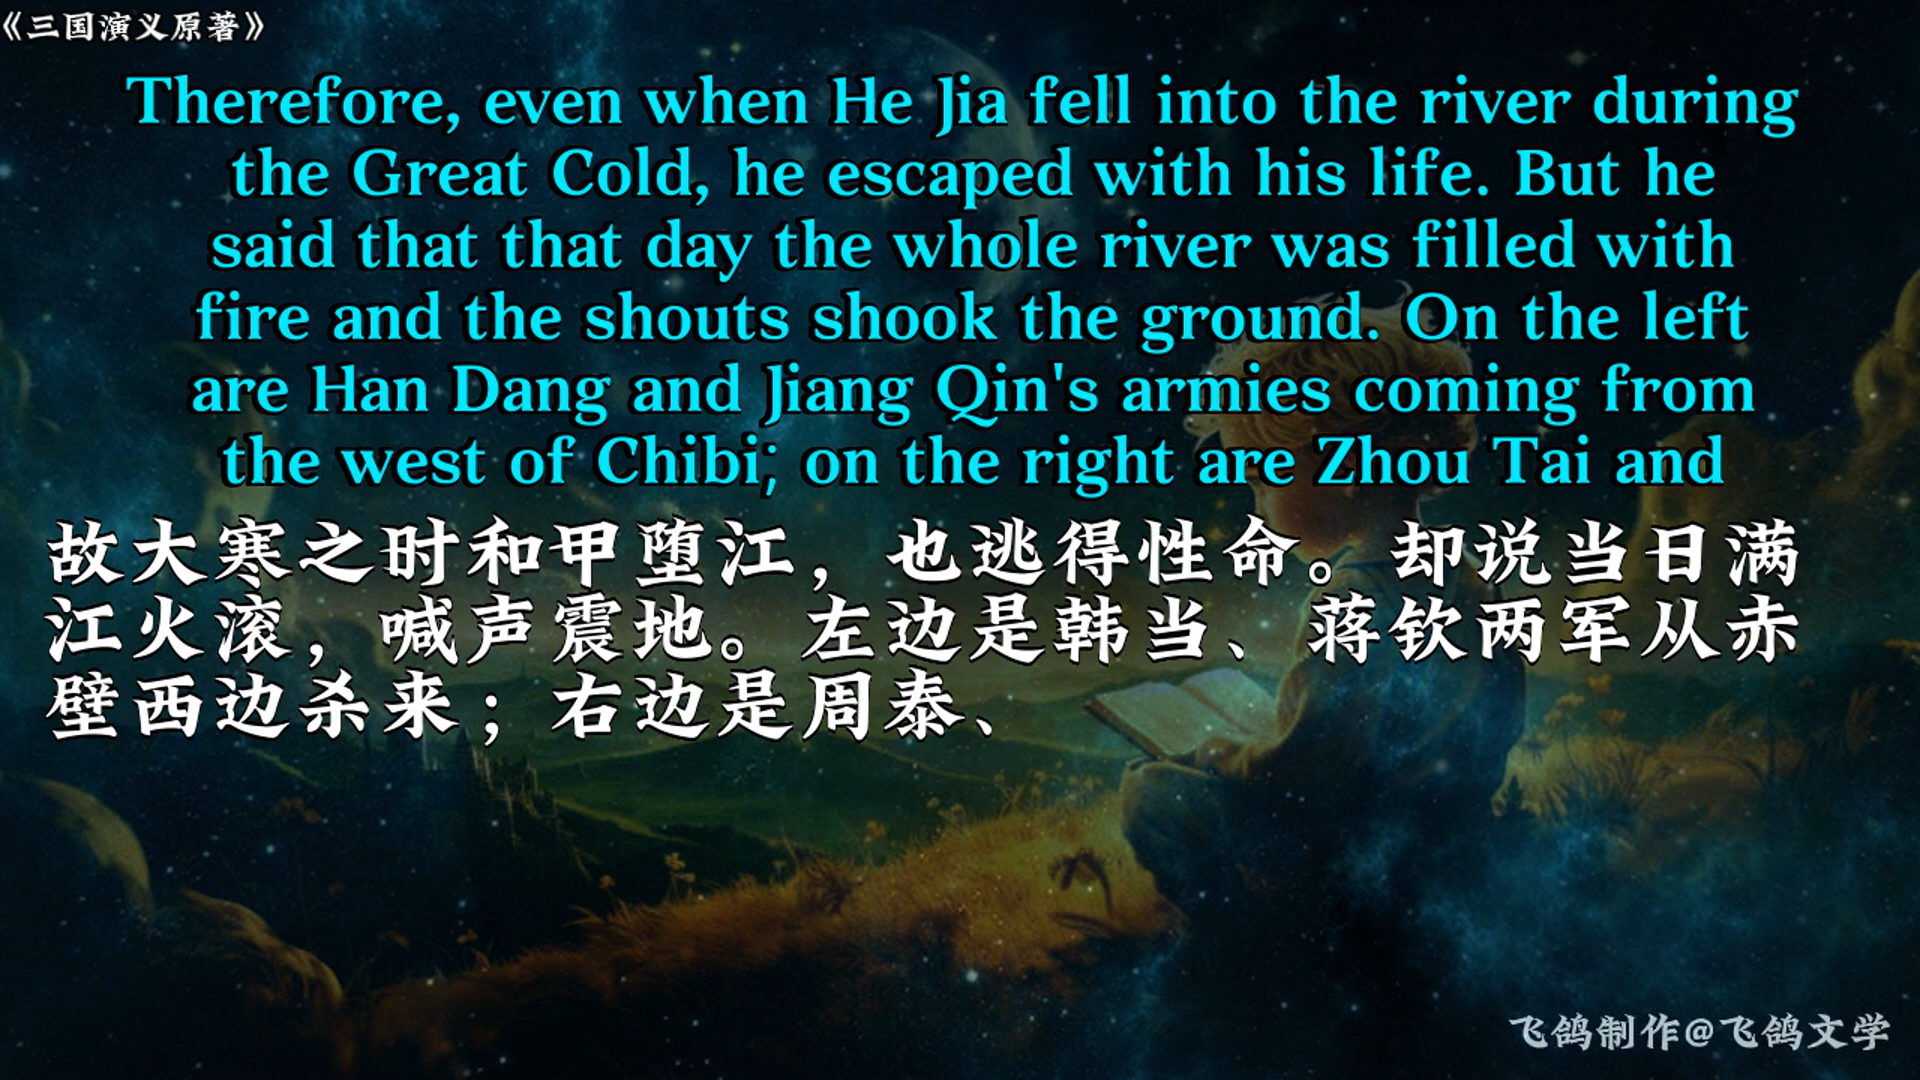 《三国演义原著》
Therefore, even when He Jia fell into the river during
the Great Cold, he escaped with his life. But he
said that that day the whole river was filled with
fire and the shouts shook the ground. On the left
are Han Dang and Jiang Qin's armies coming from
the west of Chibi; on the right are Zhou Tai and
故大寒之时和甲堕江，也逃得性命。却说当日满
江火滚，喊声震地。左边是韩当、蒋钦两军从赤
壁西边杀来；右边是周泰、
飞鸽制作@飞鸽文学